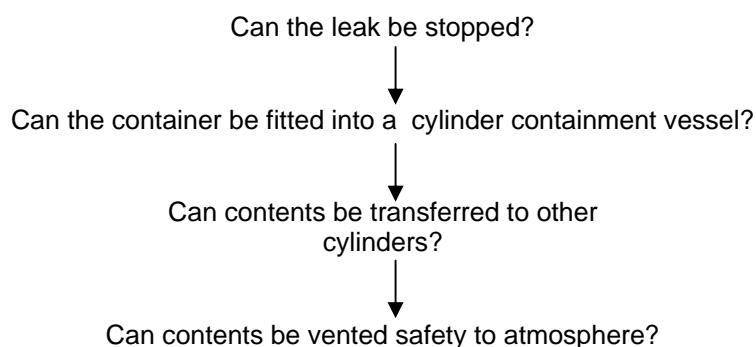 Can the leak be stopped?
Can the container be fitted into a cylinder containment vessel?
Can contents be transferred to other
cylinders?
Can contents be vented safety to atmosphere?